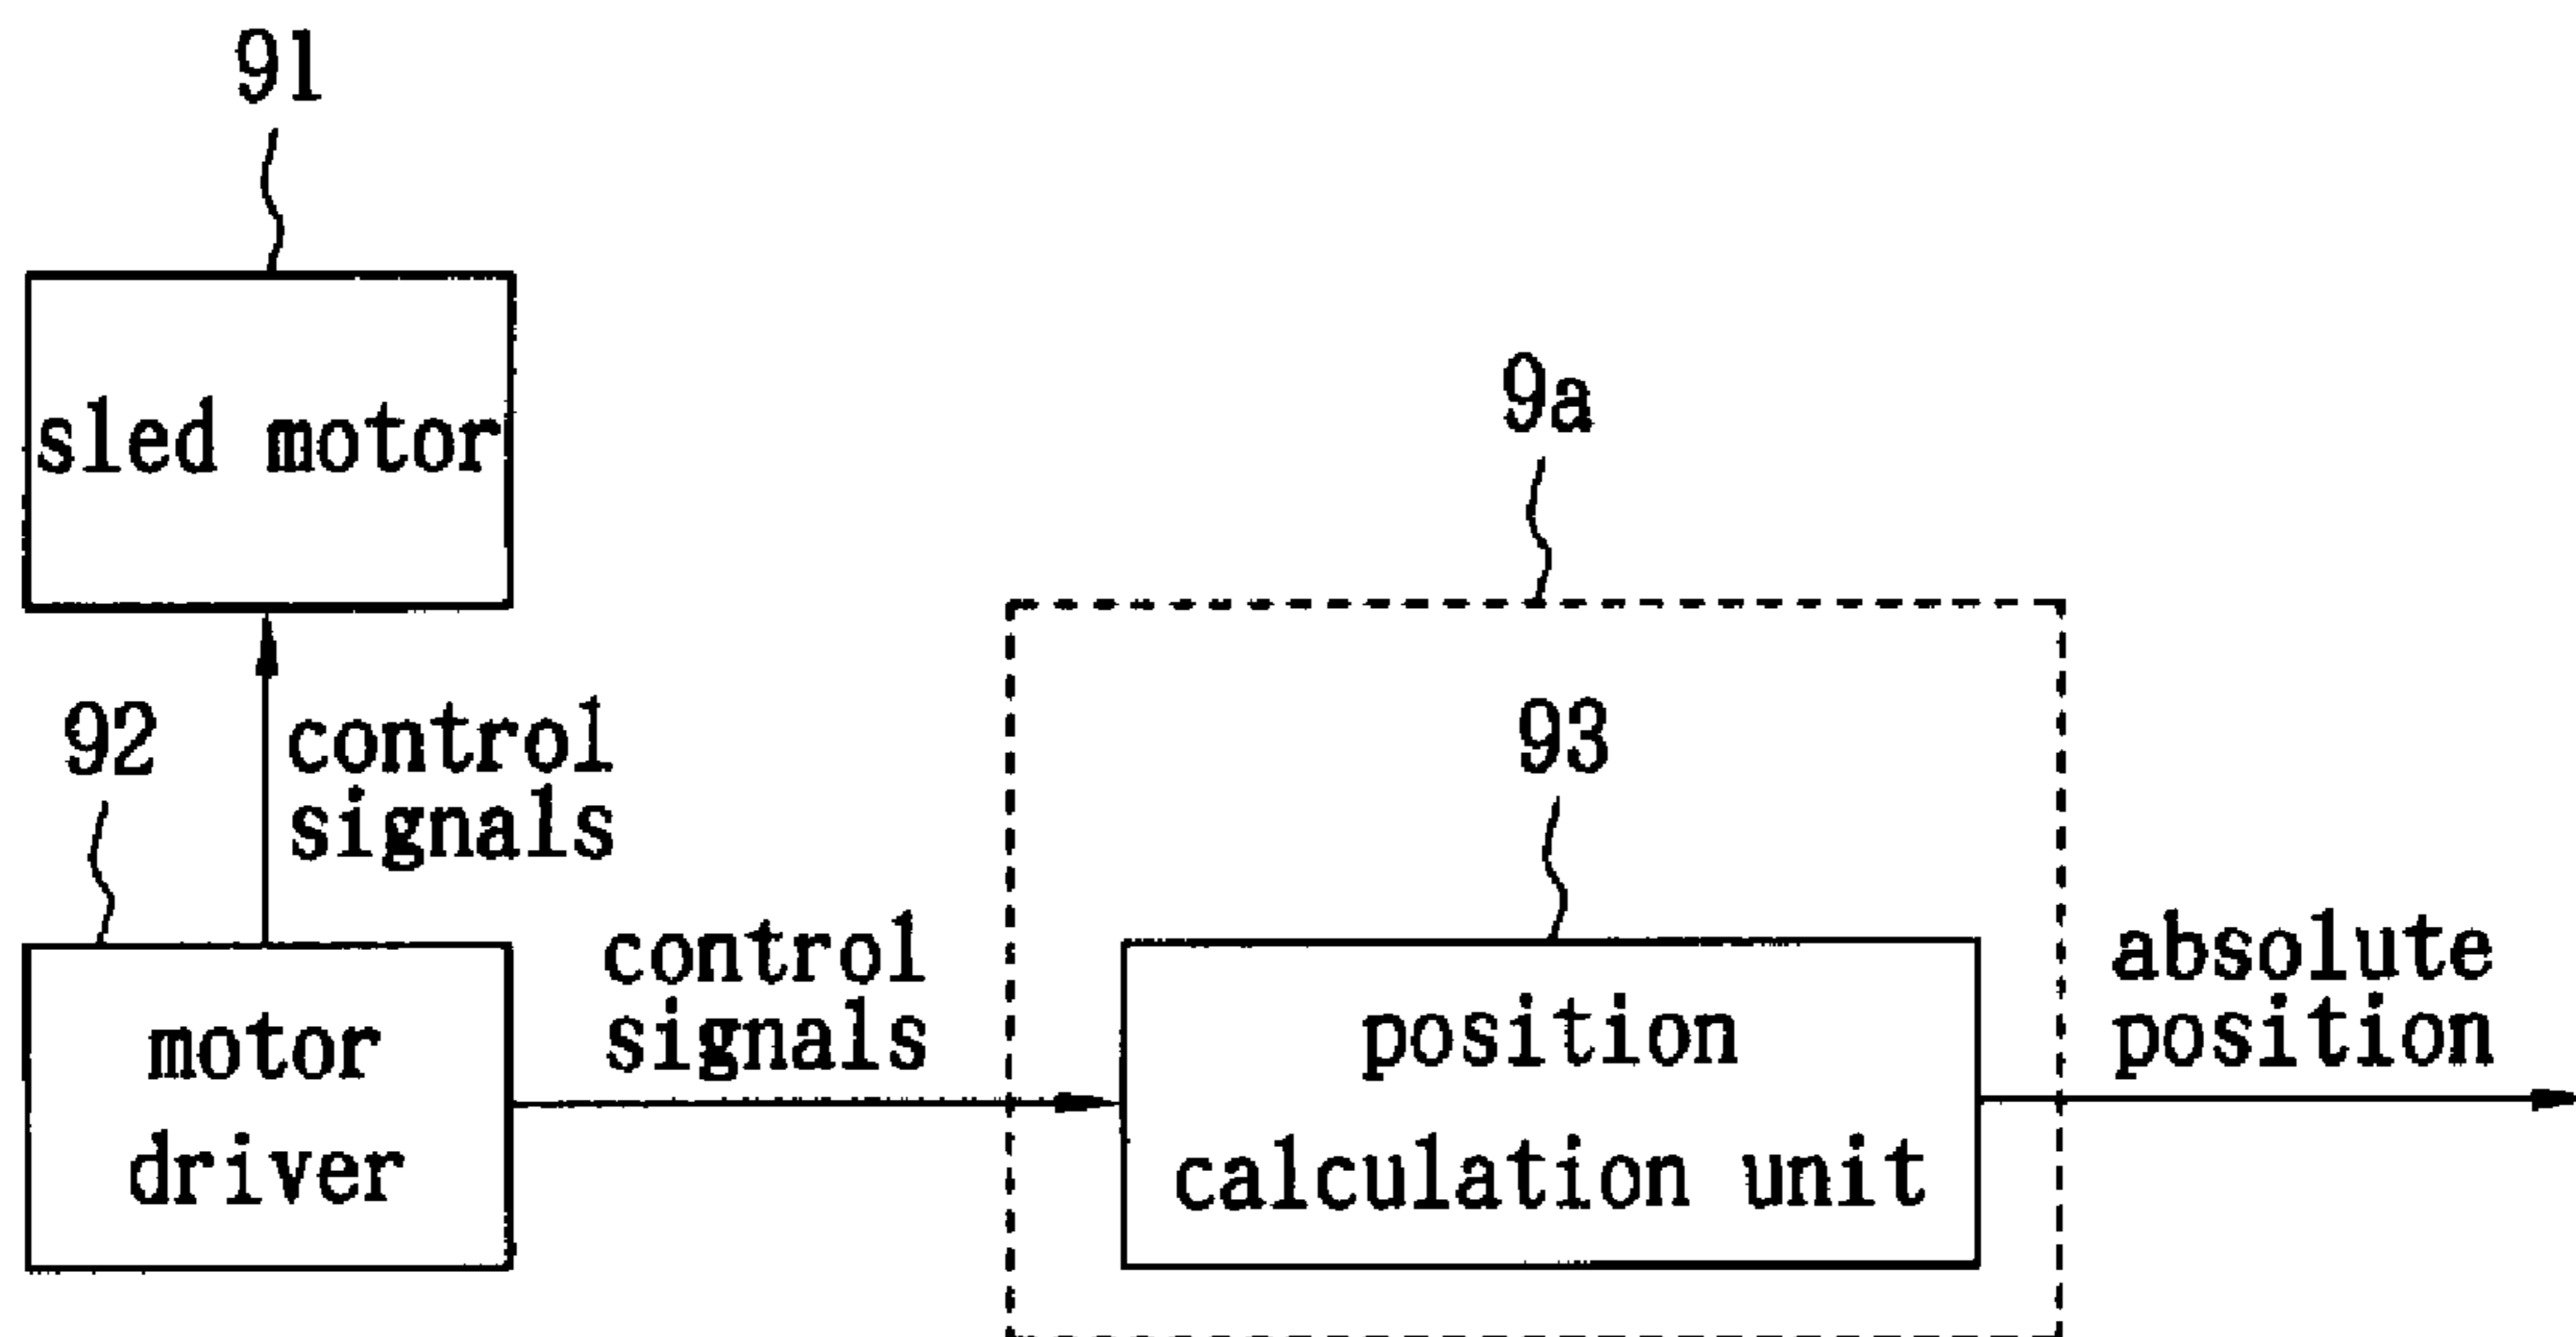 91
sled motor
9a
92
control
signals
93
control
signals
absolute
position
motor
driver
position
calculation unit